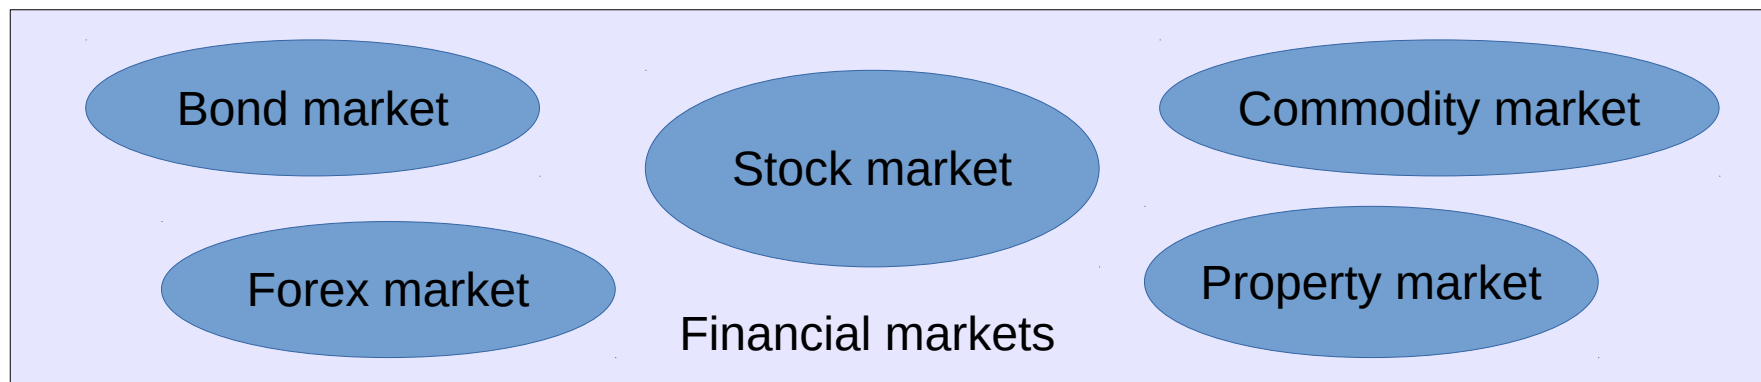 Bond market
Stock market
Commodity market
Forex market
Property market
Financial markets